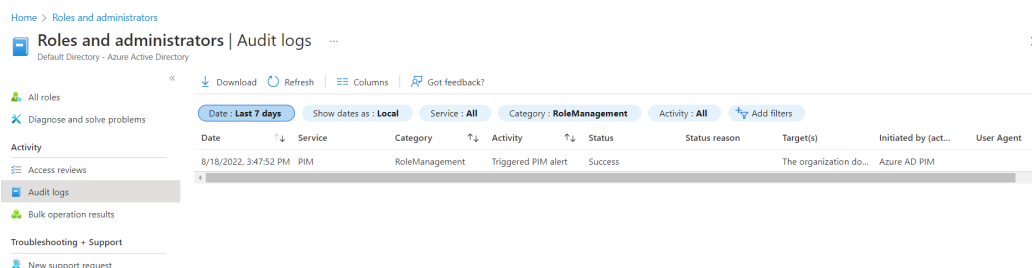 Home > Roles and administrators
Roles and administrators | Audit logs ...
Default Directory - Azure Active Directory
«
All roles
Diagnose and solve problems
Activity
Access reviews
Audit logs
Bulk operation results
Troubleshooting + Support
New support request
Download Refresh Columns Got feedback?
Date : Last 7 days Show dates as : Local Service : All Category : RoleManagement Activity : All Add filters
Date Service Category Activity Status Status reason Target(s) Initiated by (act... User Agent
8/18/2022, 3:47:52 PM PIM RoleManagement Triggered PIM alert Success The organization do... Azure AD PIM